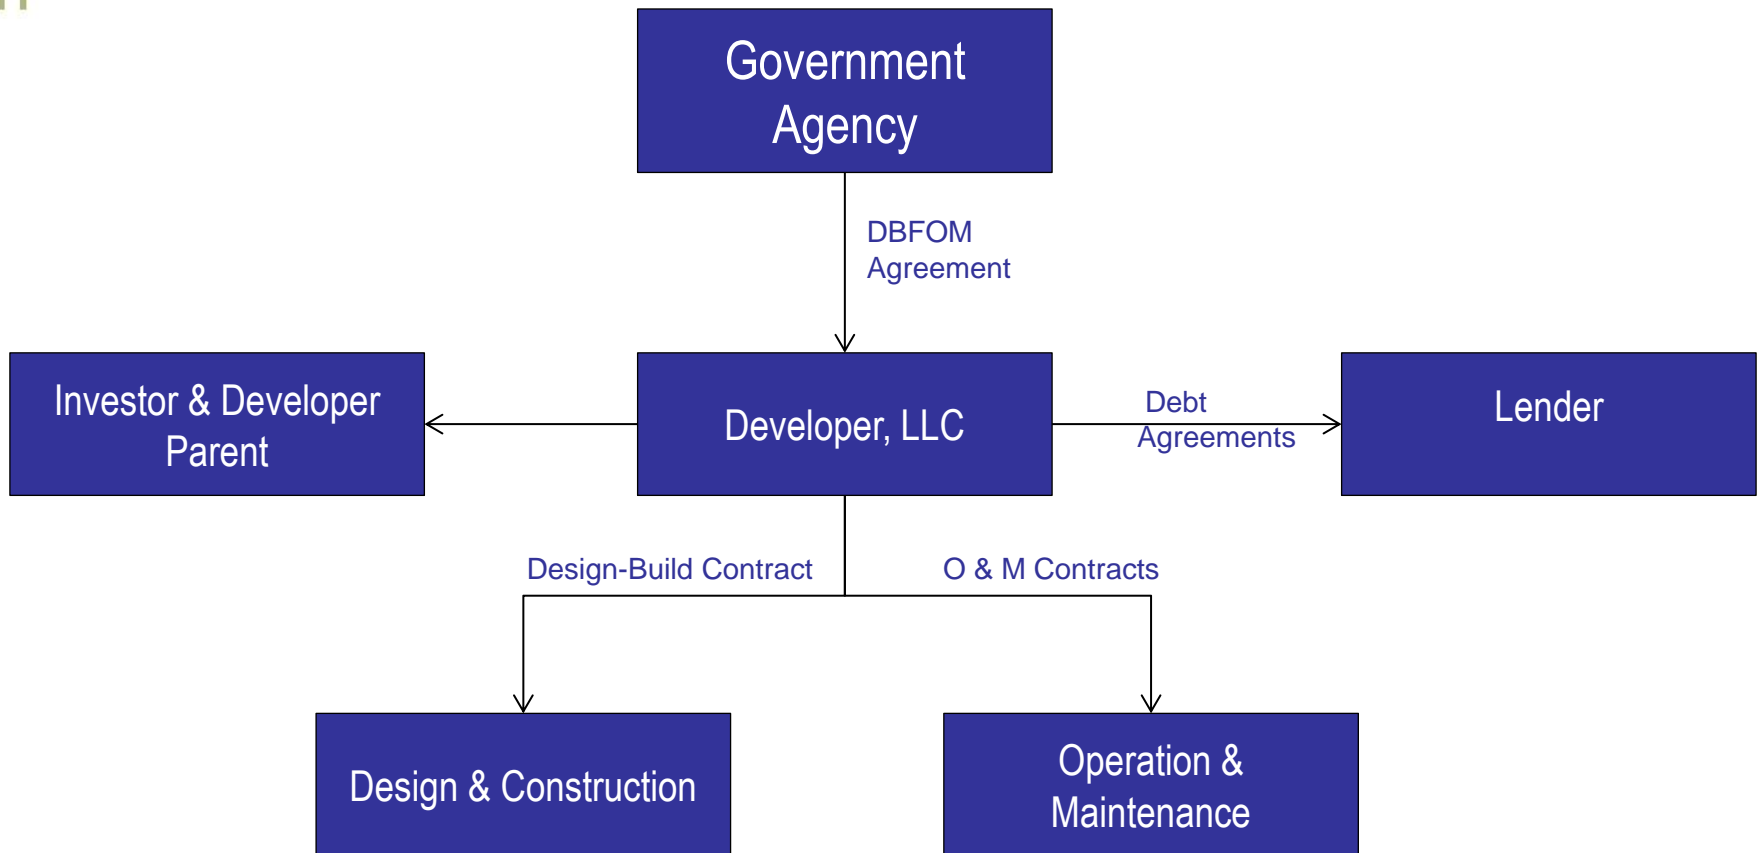 Government
Agency
DBFOM
Agreement
Investor & Developer
Parent
Developer, LLC
Debt
Agreements
Lender
Design-Build Contract
O & M Contracts
Design & Construction
Operation &
Maintenance